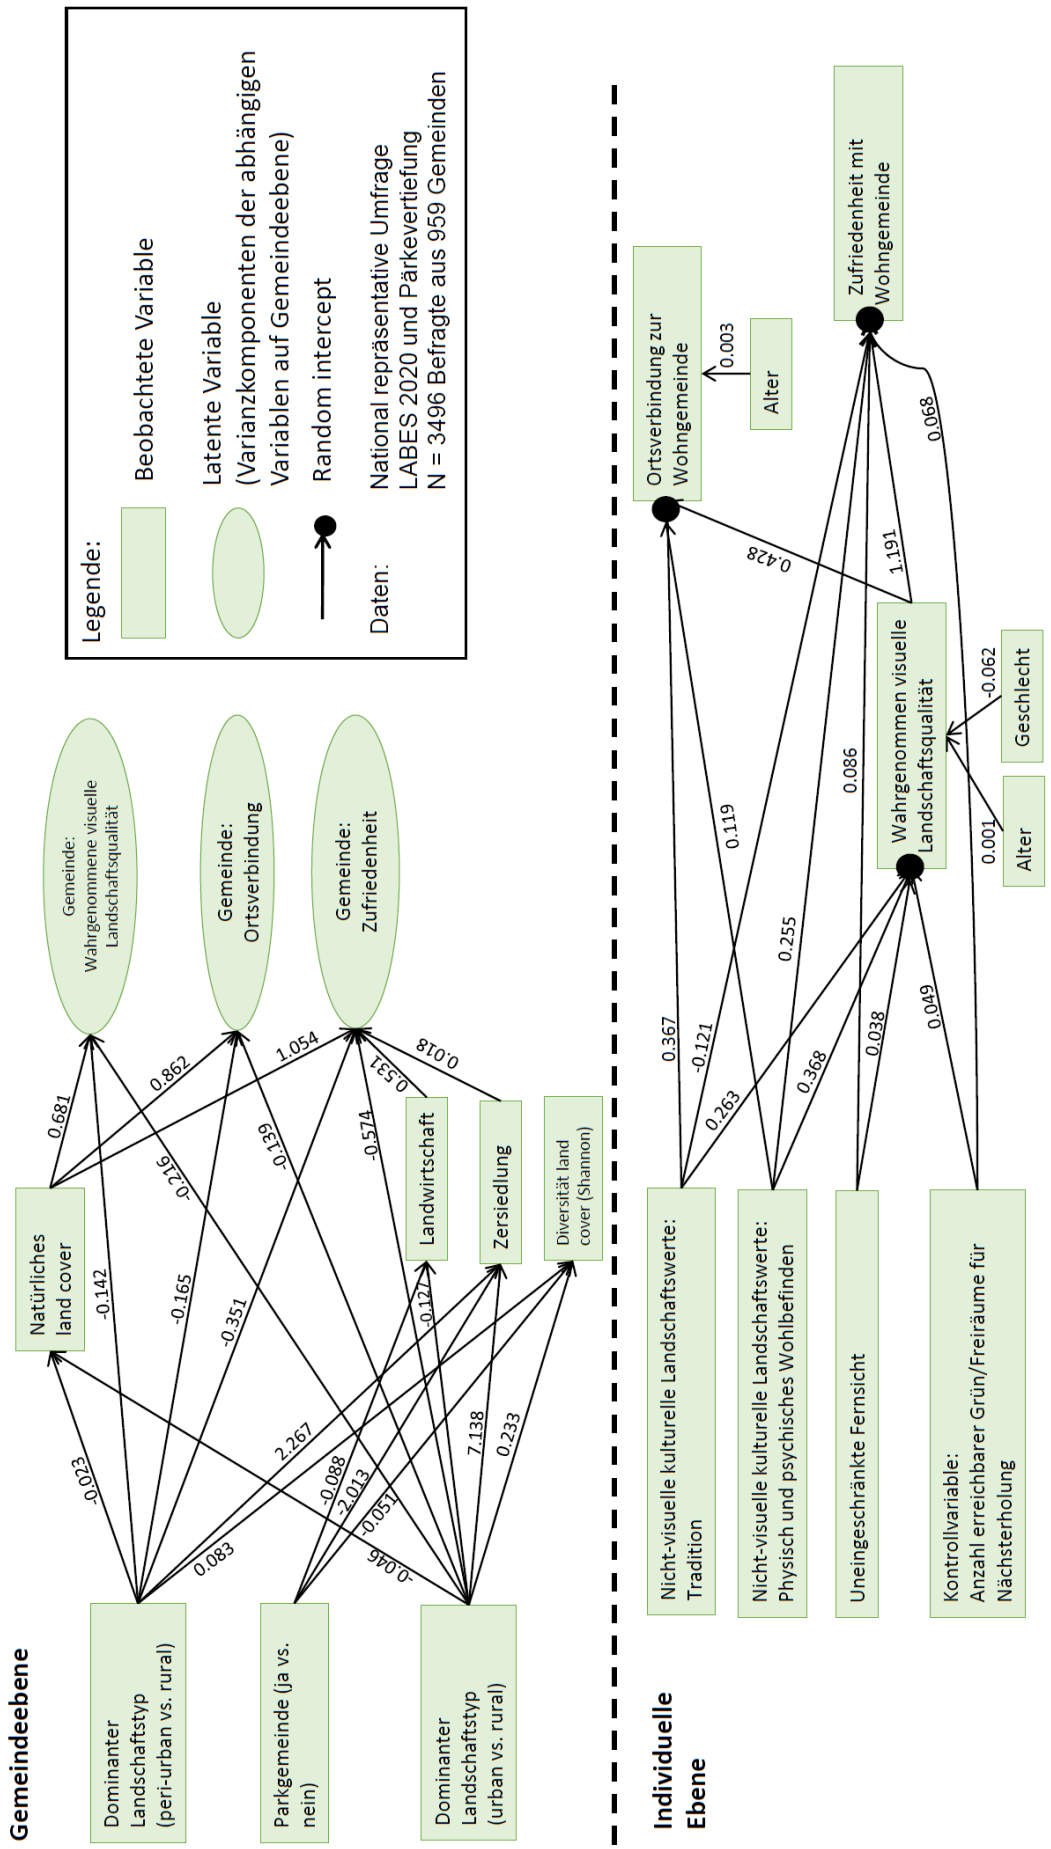 Gemeindeebene
Dominanter
Landschaftstyp
(peri-urban vs. rural)
Parkgemeinde (ja vs.
nein)
Dominanter
Landschaftstyp
(urban vs. rural)
-0.023
-0.142
-0.165
-0.351
2.267
0.083
-0.088
-2.013
-0.051
-0.046
-0.216
-0.139
-0.574
-0.127
7.138
0.233
Natürliches
land cover
Landwirtschaft
Zersiedlung
Diversität land
cover (Shannon)
0.681
0.862
1.054
0.531
0.018
Gemeinde:
Wahrgenommene visuelle
Landschaftsqualität
Gemeinde:
Ortsverbindung
Gemeinde:
Zufriedenheit
Legende:
Beobachtete Variable
Latente Variable
(Varianzkomponenten der abhängigen
Variablen auf Gemeindeebene)
Random intercept
Daten:
National repräsentative Umfrage
LABES 2020 und Pärkevertiefung
N = 3496 Befragte aus 959 Gemeinden
Individuelle
Ebene
Nicht-visuelle kulturelle Landschaftswerte:
Tradition
Nicht-visuelle kulturelle Landschaftswerte:
Physisch und psychisches Wohlbefinden
Uneingeschränkte Fernsicht
Kontrollvariable:
Anzahl erreichbarer Grün/Freiräume für
Nächsterholung
0.367
-0.121
0.263
0.119
0.255
0.368
0.086
0.038
0.049
Wahrgenommen visuelle
Landschaftsqualität
0.001
Alter
-0.062
Geschlecht
0.428
1.191
0.068
Ortsverbindung zur
Wohngemeinde
0.003
Alter
Zufriedenheit mit
Wohngemeinde